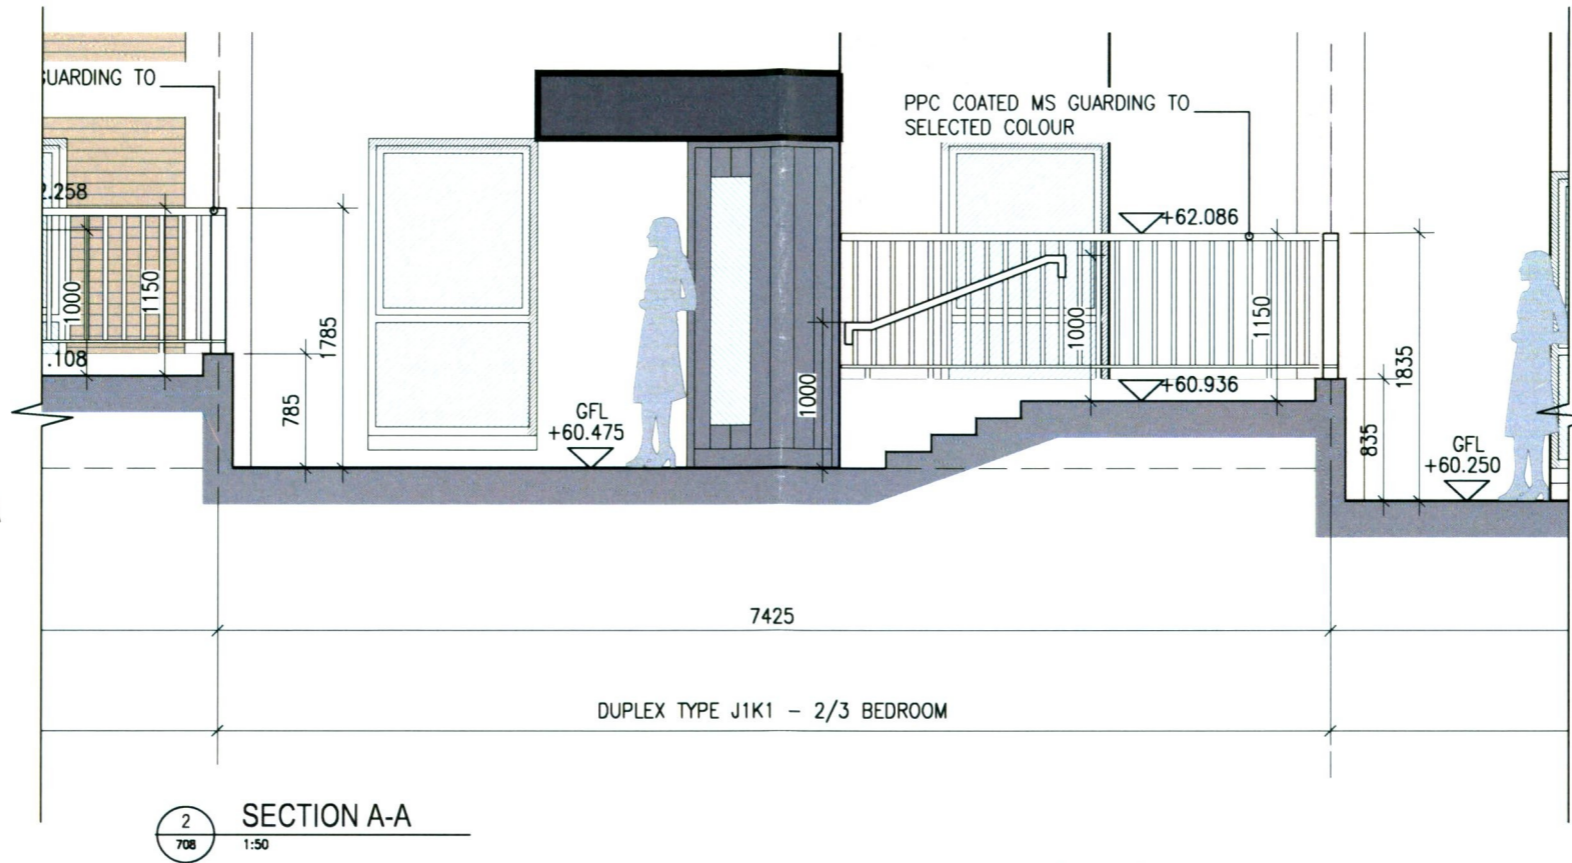 GUARDING TO
PPC COATED MS GUARDING TO
SELECTED COLOUR
2.258
+62.086
1000
1150
1785
1000
1150
1835
.108
+60.936
785
GFL
+60.475
1000
835
GFL
+60.250
7425
DUPLEX TYPE J1K1 - 2/3 BEDROOM
2
708
SECTION A-A
1:50